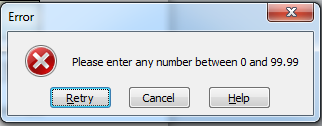 Error
Please enter any number between 0 and 99.99
Retry
Cancel
Help